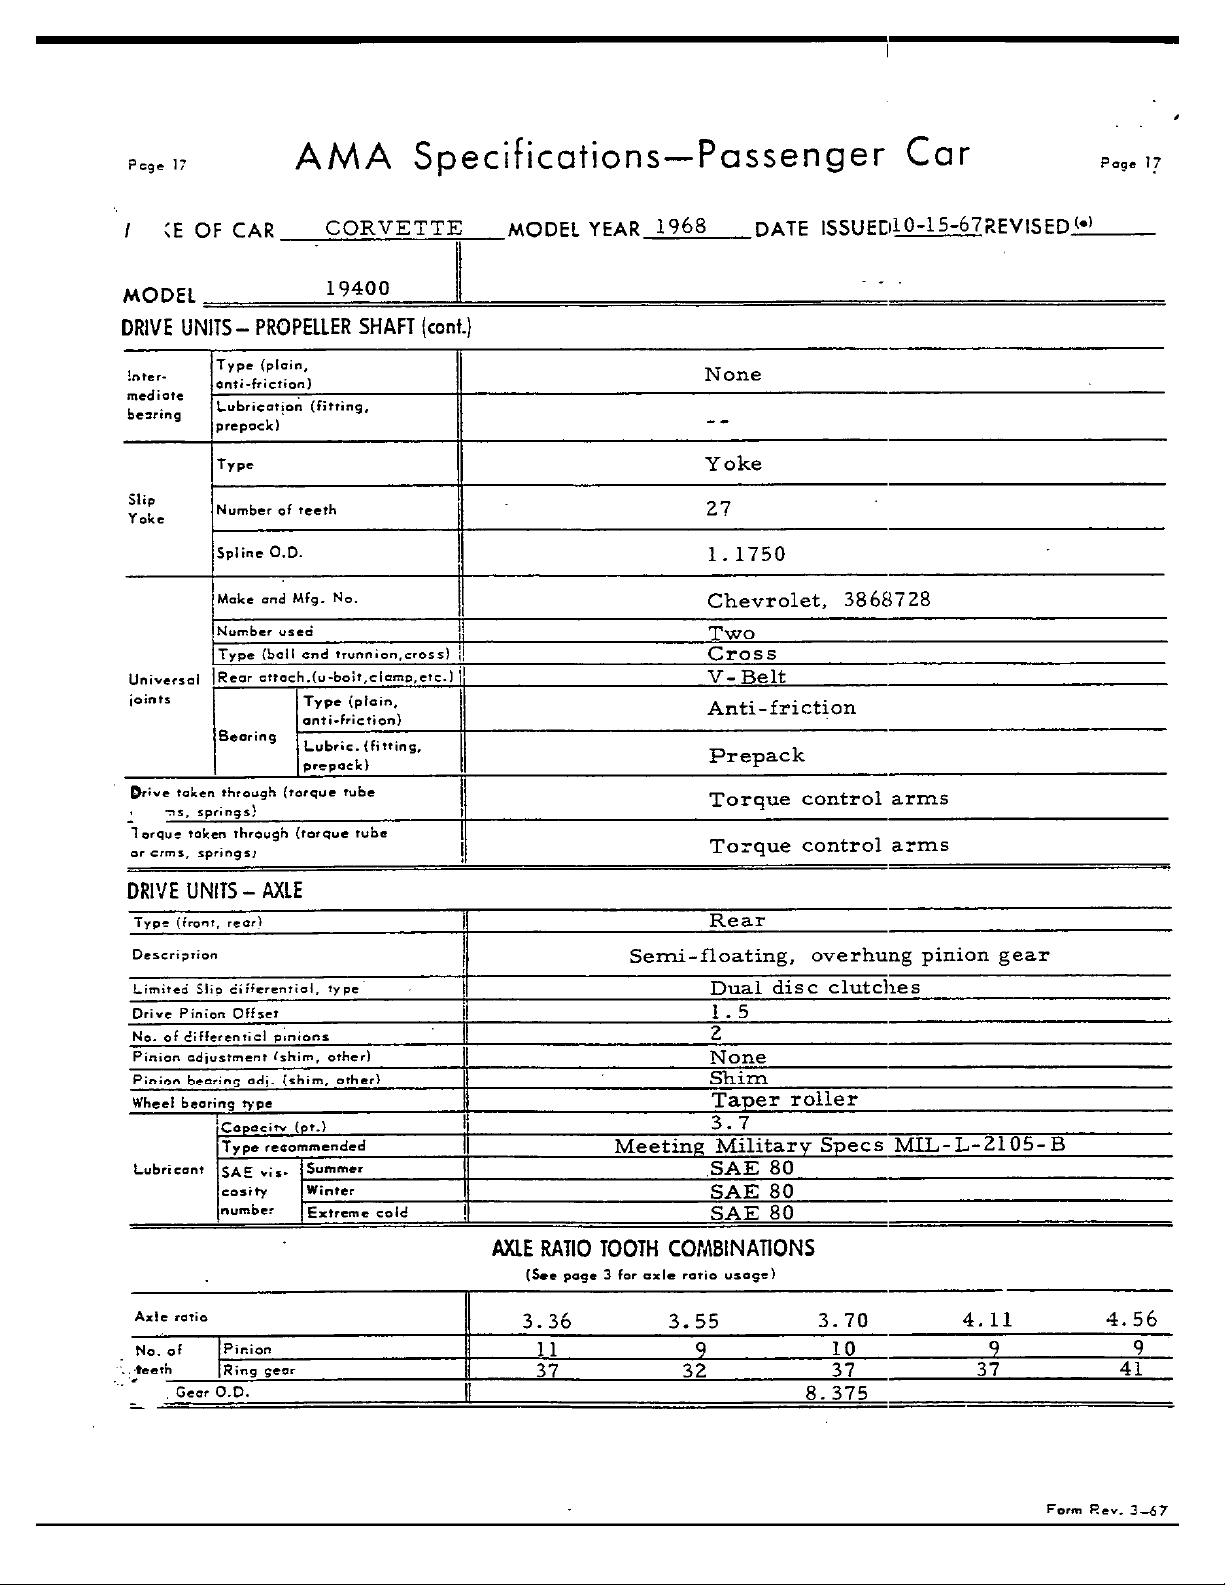 Page 17 AMA Specifications—Passenger Car Page 17
OF CAR CORVETTE MODEL YEAR 1968 DATE ISSUED 10-15-67 REVISED (•)
MODEL 19400
DRIVE UNITS – PROPELLER SHAFT (cont.)
Inter-
mediate
bearing
Type (plain,
anti-friction)
None
Lubrication (fitting,
prepack)
--
Slip
Yoke
Type Yoke
Number of teeth 27
Spline O.D. 1.1750
Universal
joints
Make and Mfg. No. Chevrolet, 3868728
Number used Two
Type (ball and trunnion,cross) Cross
Rear attach.(u-bolt,clamp,etc.) V-Belt
Bearing
Type (plain,
anti-friction)
Anti-friction
Lubric. (fitting,
prepack)
Prepack
Drive taken through (torque tube
springs)
Torque control arms
Torque taken through (torque tube
or arms, springs)
Torque control arms
DRIVE UNITS – AXLE
Type (front, rear) Rear
Description Semi-floating, overhung pinion gear
Limited Slip differential, type Dual disc clutches
Drive Pinion Offset 1.5
No. of differential pinions 2
Pinion adjustment (shim, other) None
Pinion bearing adj. (shim, other) Shim
Wheel bearing type Taper roller
Lubricant
Capacity (pt.) 3.7
Type recommended Meeting Military Specs MIL-L-2105-B
SAE vis-
cosity
number
Summer SAE 80
Winter SAE 80
Extreme cold SAE 80
AXLE RATIO TOOTH COMBINATIONS
(See page 3 for axle ratio usage)
Axle ratio 3.36 3.55 3.70 4.11 4.56
No. of
teeth
Pinion 11 9 10 9 9
Ring gear 37 32 37 37 41
Gear O.D. 8.375
Form Rev. 3–67